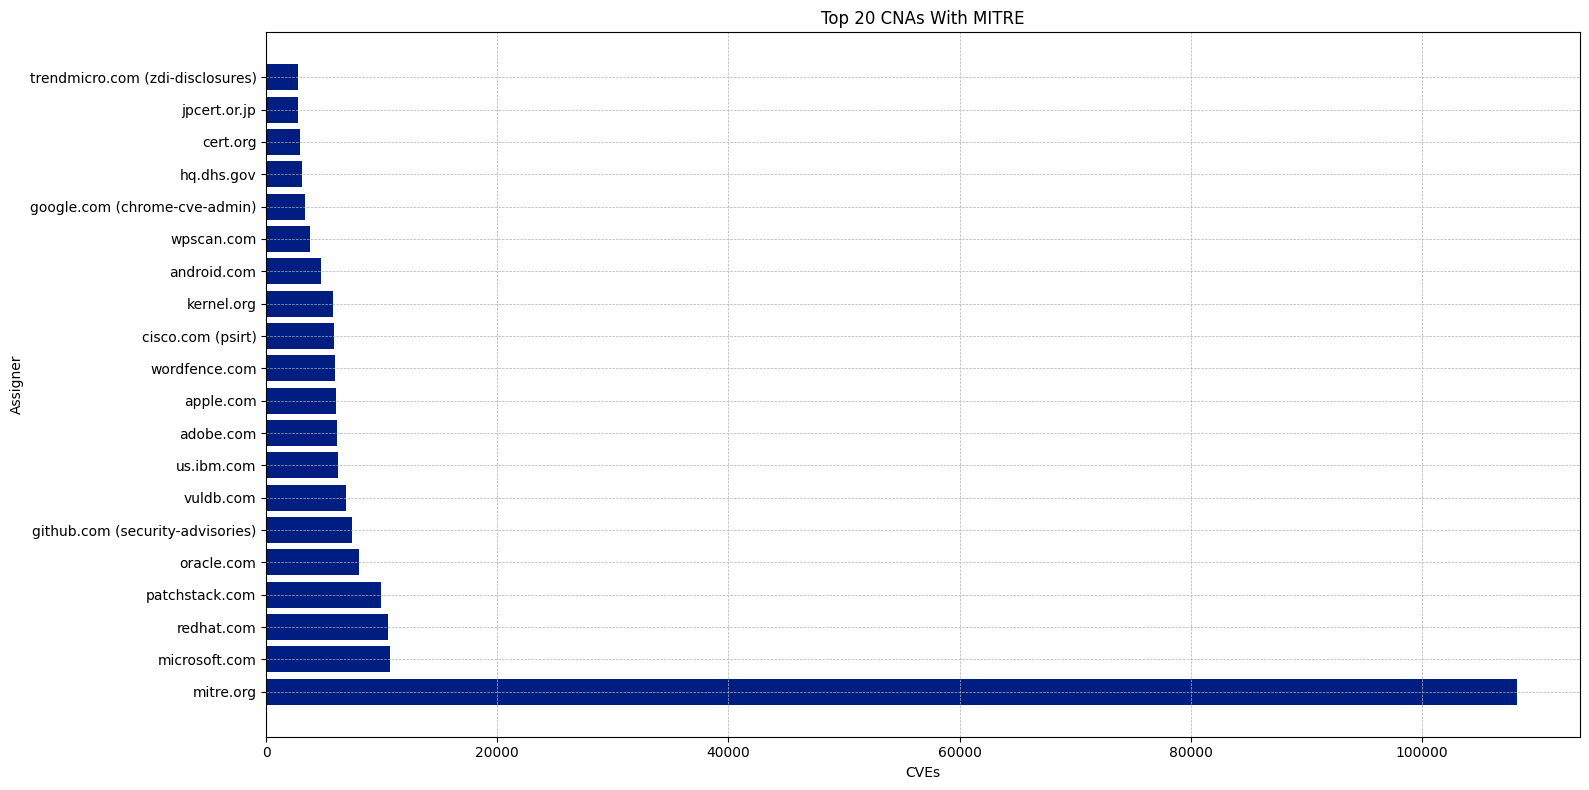 Top 20 CNAs With MITRE
trendmicro.com (zdi-disclosures)
jpcert.or.jp
cert.org
hq.dhs.gov
google.com (chrome-cve-admin)
wpscan.com
android.com
kernel.org
cisco.com (psirt)
wordfence.com
apple.com
adobe.com
us.ibm.com
vuldb.com
github.com (security-advisories)
oracle.com
patchstack.com
redhat.com
microsoft.com
mitre.org
Assigner
0 20000 40000 60000 80000 100000
CVEs